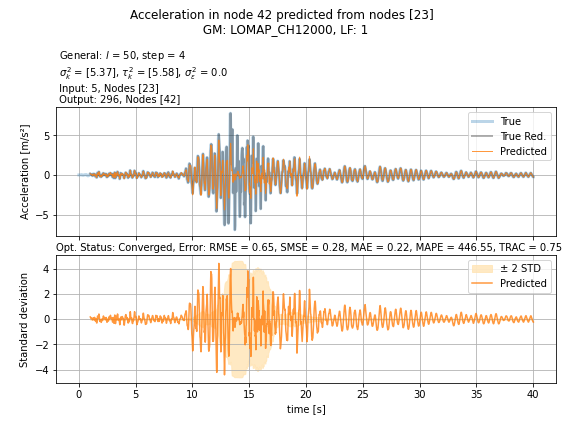 Acceleration in node 42 predicted from nodes [23]
GM: LOMAP_CH12000, LF: 1
General: l = 50, step = 4
σ²ₖ = [5.37], τ²ₖ = [5.58], σ²ε = 0.0
Input: 5, Nodes [23]
Output: 296, Nodes [42]
True
True Red.
Predicted
Acceleration [m/s²]
5
0
−5
Opt. Status: Converged, Error: RMSE = 0.65, SMSE = 0.28, MAE = 0.22, MAPE = 446.55, TRAC = 0.75
± 2 STD
Predicted
Standard deviation
4
2
0
−2
−4
0 5 10 15 20 25 30 35 40
time [s]